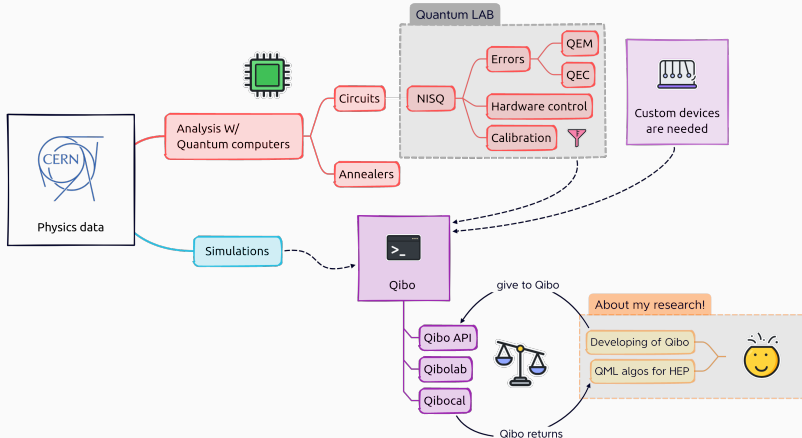 Quantum LAB
QEM
Errors
QEC
NISQ
Hardware control
Calibration
Circuits
Analysis W/
Quantum computers
Annealers
Custom devices
are needed
CERN
Physics data
Simulations
>_
Qibo
give to Qibo
About my research!
Qibo API
Qibolab
Qibocal
Developing of Qibo
QML algos for HEP
Qibo returns